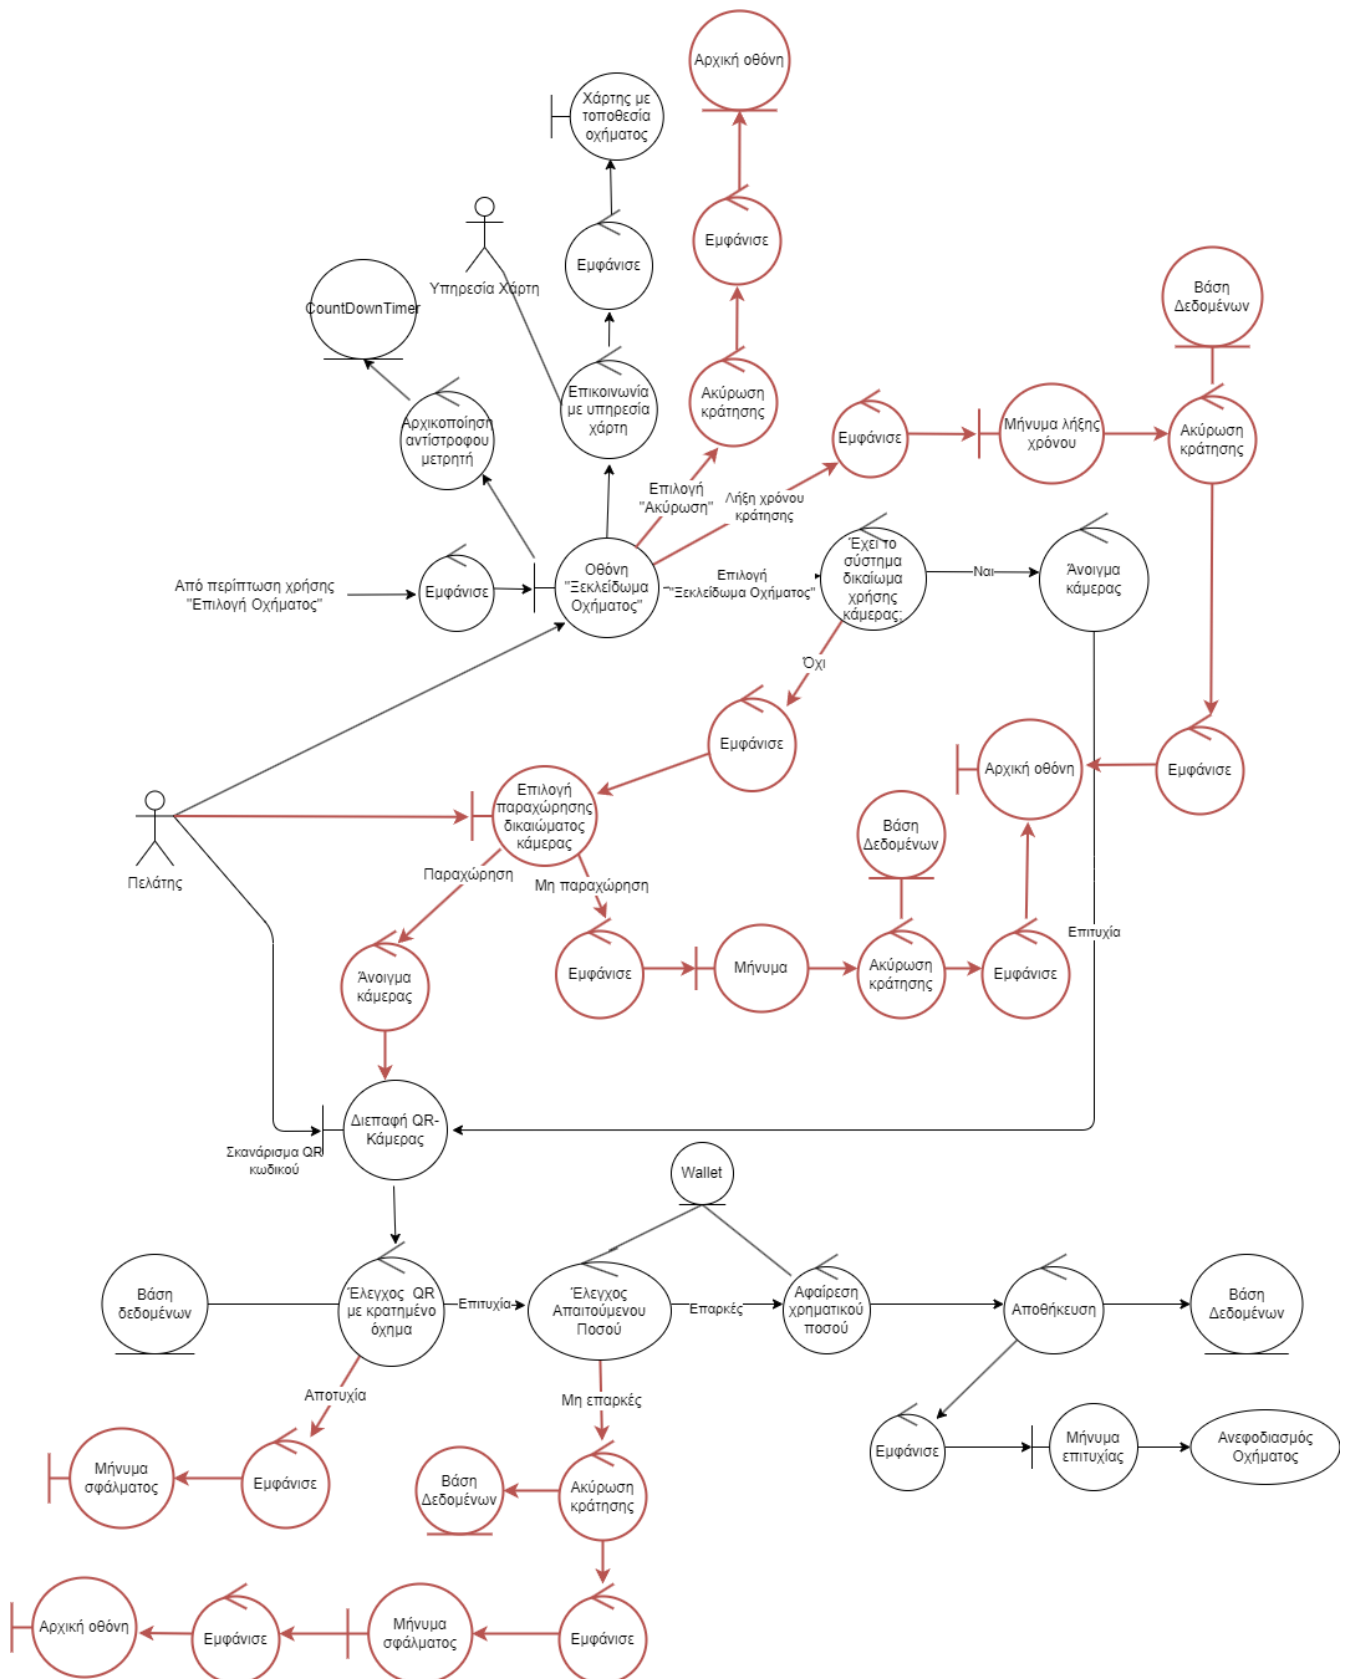 Αρχική οθόνη
Χάρτης με
τοποθεσία
οχήματος
Εμφάνισε
Εμφάνισε
Υπηρεσία Χάρτη
CountDownTimer
Βάση
Δεδομένων
Αρχικοποίηση
αντίστροφου
μετρητή
Επικοινωνία
με υπηρεσία
χάρτη
Ακύρωση
κράτησης
Εμφάνισε
Μήνυμα λήξης
χρόνου
Ακύρωση
κράτησης
Επιλογή
"Ακύρωση"
Λήξη χρόνου
κράτησης
Από περίπτωση χρήσης
"Επιλογή Οχήματος"
Εμφάνισε
Οθόνη
"Ξεκλείδωμα
Οχήματος"
Επιλογή
"Ξεκλείδωμα Οχήματος"
Έχει το
σύστημα
δικαίωμα
χρήσης
κάμερας;
Ναι
Άνοιγμα
κάμερας
Όχι
Εμφάνισε
Αρχική οθόνη
Εμφάνισε
Επιλογή
παραχώρησης
δικαιώματος
κάμερας
Βάση
Δεδομένων
Πελάτης
Παραχώρηση
Μη παραχώρηση
Επιτυχία
Άνοιγμα
κάμερας
Εμφάνισε
Μήνυμα
Ακύρωση
κράτησης
Εμφάνισε
Διεπαφή QR-
Κάμερας
Σκανάρισμα QR
κωδικού
Wallet
Βάση
δεδομένων
Έλεγχος QR
με κρατημένο
όχημα
Επιτυχία
Έλεγχος
Απαιτούμενου
Ποσού
Επαρκές
Αφαίρεση
χρηματικού
ποσού
Αποθήκευση
Βάση
Δεδομένων
Αποτυχία
Μη επαρκές
Εμφάνισε
Μήνυμα
επιτυχίας
Ανεφοδιασμός
Οχήματος
Μήνυμα
σφάλματος
Εμφάνισε
Βάση
Δεδομένων
Ακύρωση
κράτησης
Αρχική οθόνη
Εμφάνισε
Μήνυμα
σφάλματος
Εμφάνισε